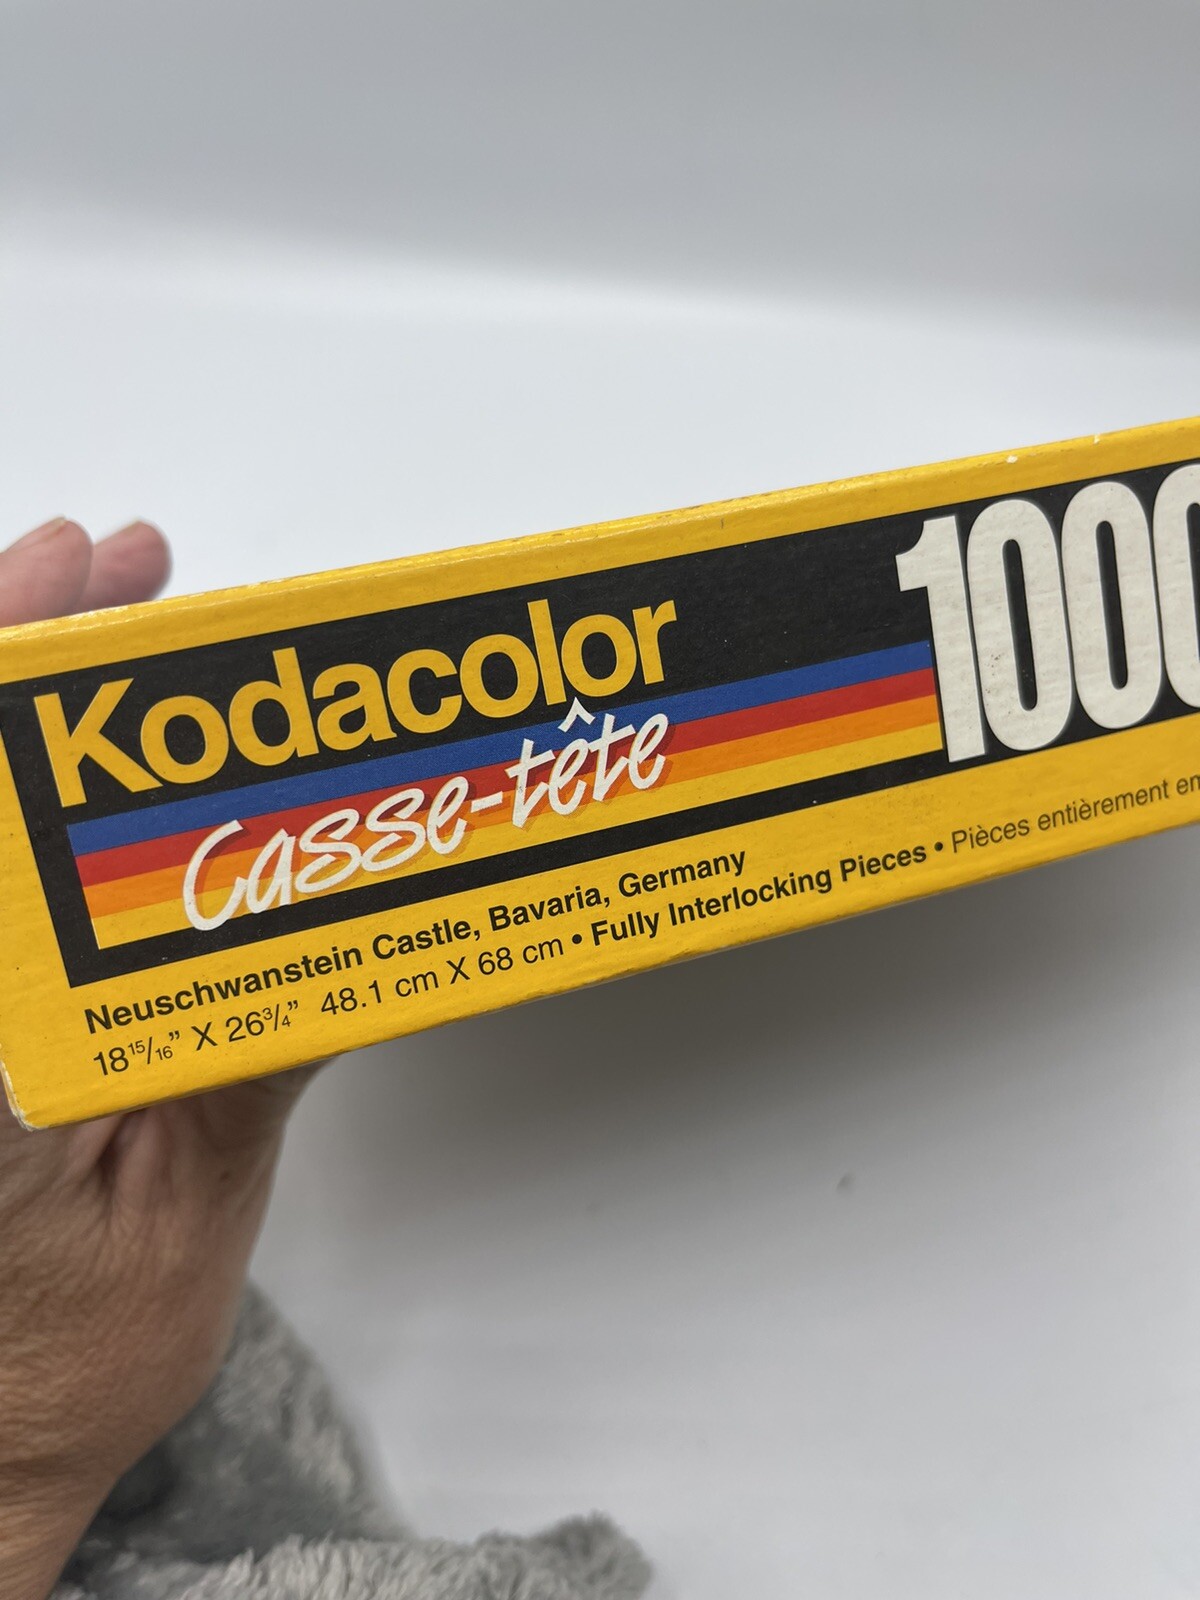 Kodacolor
Casse-tête
1000
Neuschwanstein Castle, Bavaria, Germany
18 15/16” X 26 3/4” 48.1 cm X 68 cm • Fully Interlocking Pieces • Pièces entièrement